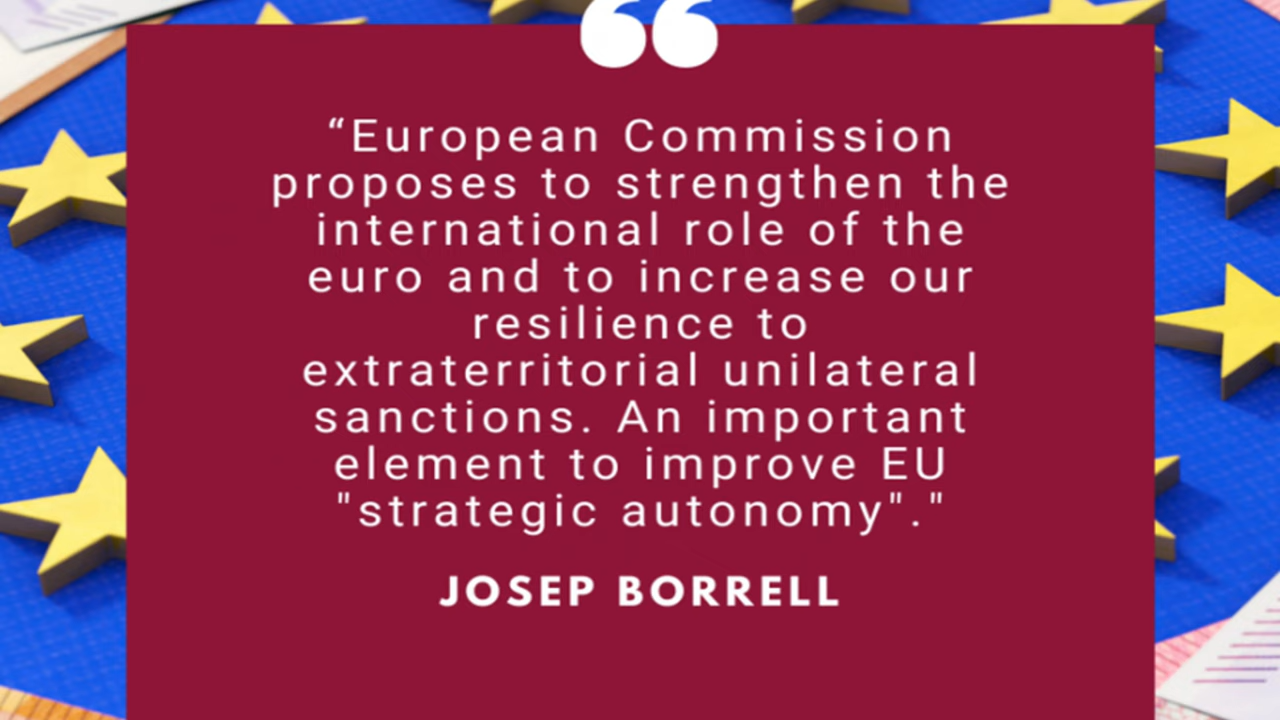 “European Commission
proposes to strengthen the
international role of the
euro and to increase our
resilience to
extraterritorial unilateral
sanctions. An important
element to improve EU
"strategic autonomy"."
JOSEP BORRELL